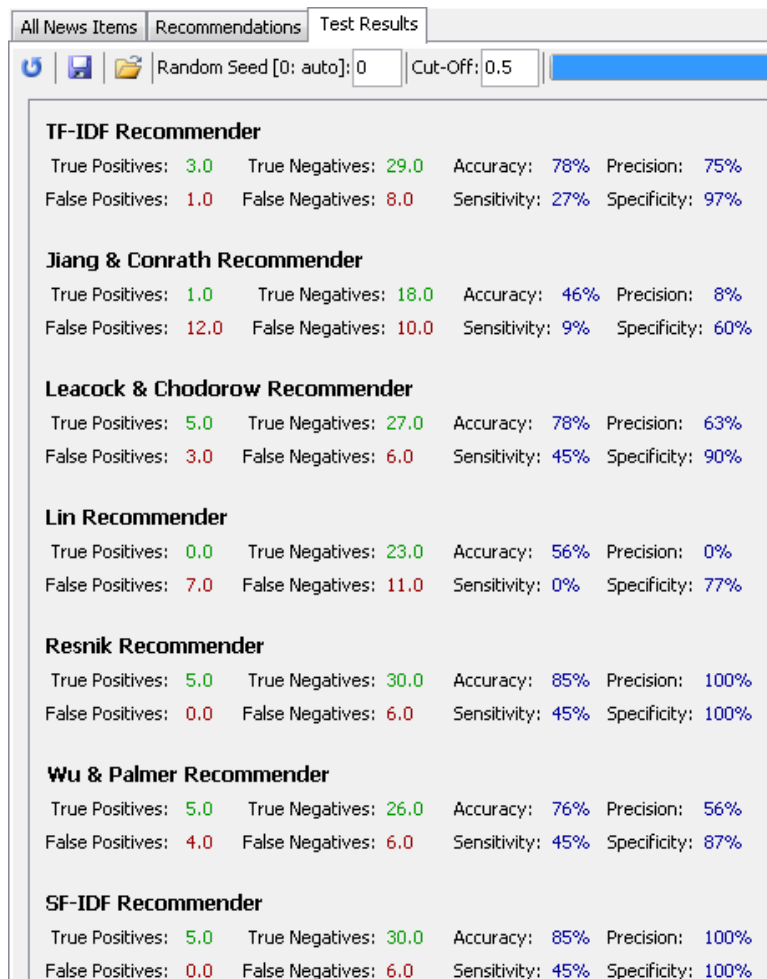 All News Items Recommendations Test Results
Random Seed [0: auto]: 0 Cut-Off: 0.5
TF-IDF Recommender
True Positives: 3.0 True Negatives: 29.0 Accuracy: 78% Precision: 75%
False Positives: 1.0 False Negatives: 8.0 Sensitivity: 27% Specificity: 97%
Jiang & Conrath Recommender
True Positives: 1.0 True Negatives: 18.0 Accuracy: 46% Precision: 8%
False Positives: 12.0 False Negatives: 10.0 Sensitivity: 9% Specificity: 60%
Leacock & Chodorow Recommender
True Positives: 5.0 True Negatives: 27.0 Accuracy: 78% Precision: 63%
False Positives: 3.0 False Negatives: 6.0 Sensitivity: 45% Specificity: 90%
Lin Recommender
True Positives: 0.0 True Negatives: 23.0 Accuracy: 56% Precision: 0%
False Positives: 7.0 False Negatives: 11.0 Sensitivity: 0% Specificity: 77%
Resnik Recommender
True Positives: 5.0 True Negatives: 30.0 Accuracy: 85% Precision: 100%
False Positives: 0.0 False Negatives: 6.0 Sensitivity: 45% Specificity: 100%
Wu & Palmer Recommender
True Positives: 5.0 True Negatives: 26.0 Accuracy: 76% Precision: 56%
False Positives: 4.0 False Negatives: 6.0 Sensitivity: 45% Specificity: 87%
SF-IDF Recommender
True Positives: 5.0 True Negatives: 30.0 Accuracy: 85% Precision: 100%
False Positives: 0.0 False Negatives: 6.0 Sensitivity: 45% Specificity: 100%